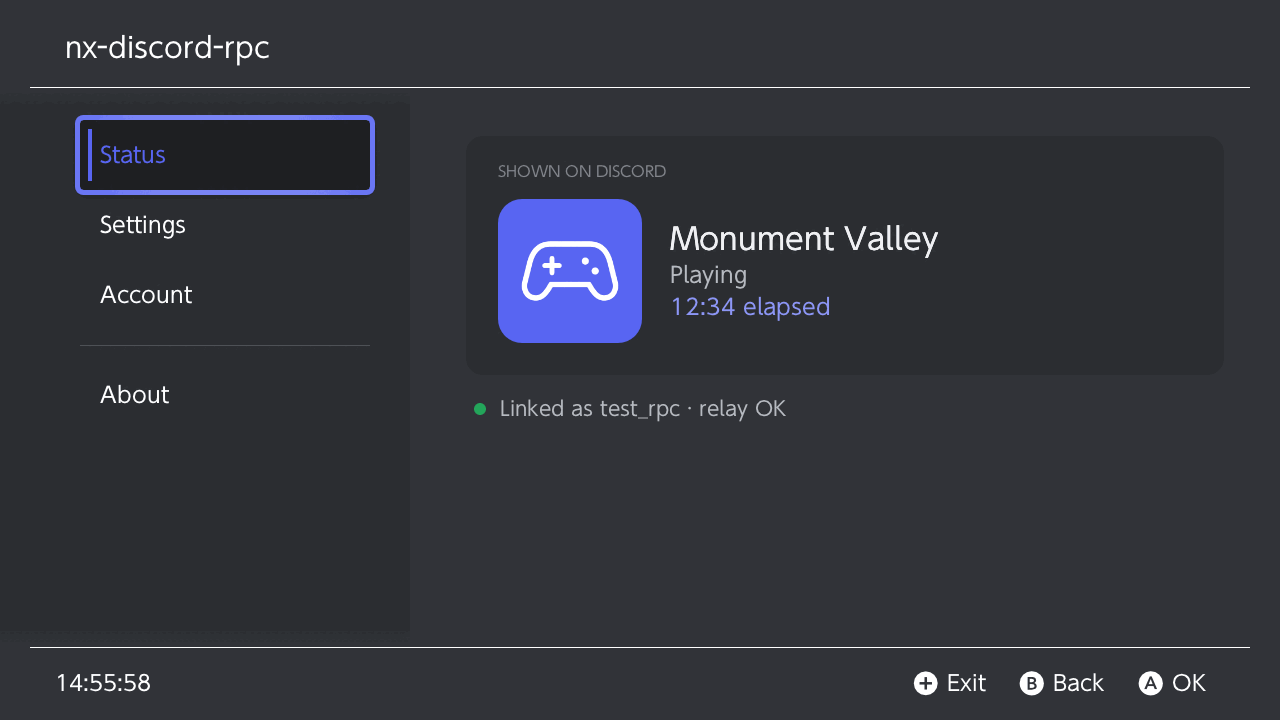 nx-discord-rpc
Status
Settings
Account
About
SHOWN ON DISCORD
Monument Valley
Playing
12:34 elapsed
Linked as test_rpc · relay OK
14:55:58
+ Exit
B Back
A OK